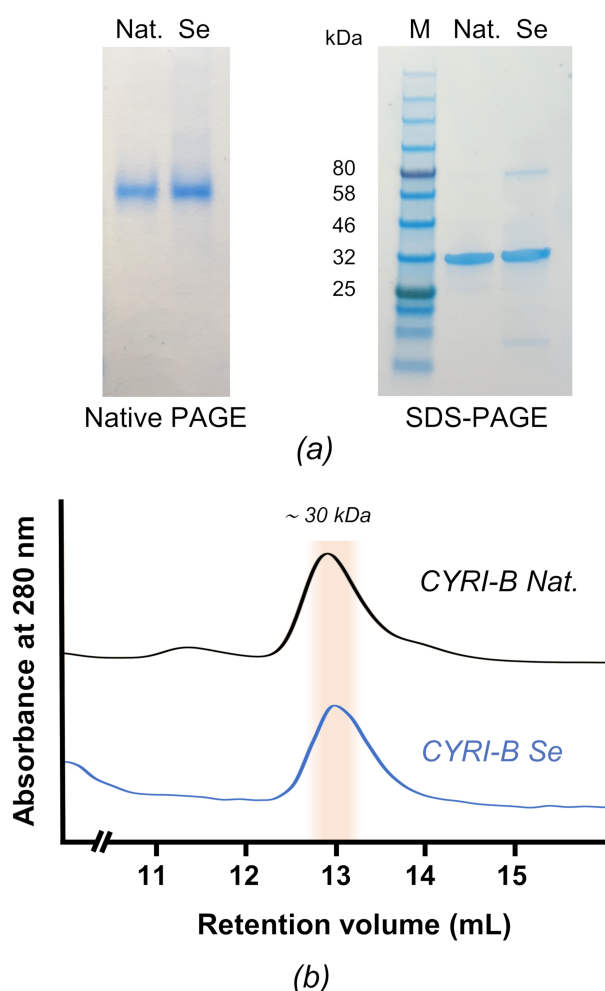 Nat. Se
kDa M Nat. Se
80
58
46
32
25
Native PAGE SDS-PAGE
(a)
~ 30 kDa
CYRI-B Nat.
CYRI-B Se
Absorbance at 280 nm
11 12 13 14 15
Retention volume (mL)
(b)